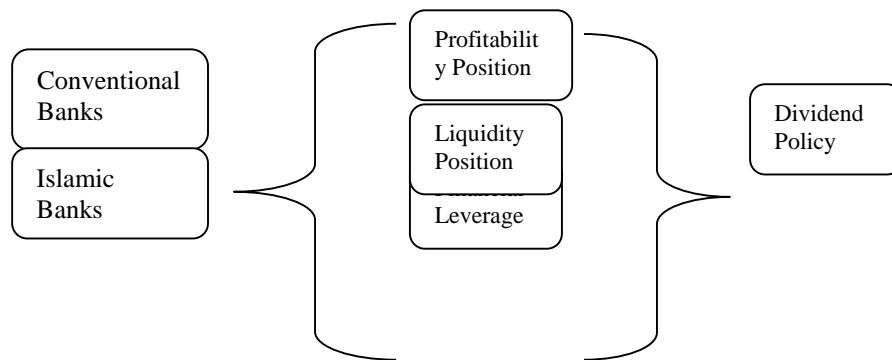 Conventional
Banks
Islamic
Banks
Profitabilit
y Position
Liquidity
Position
Leverage
Dividend
Policy